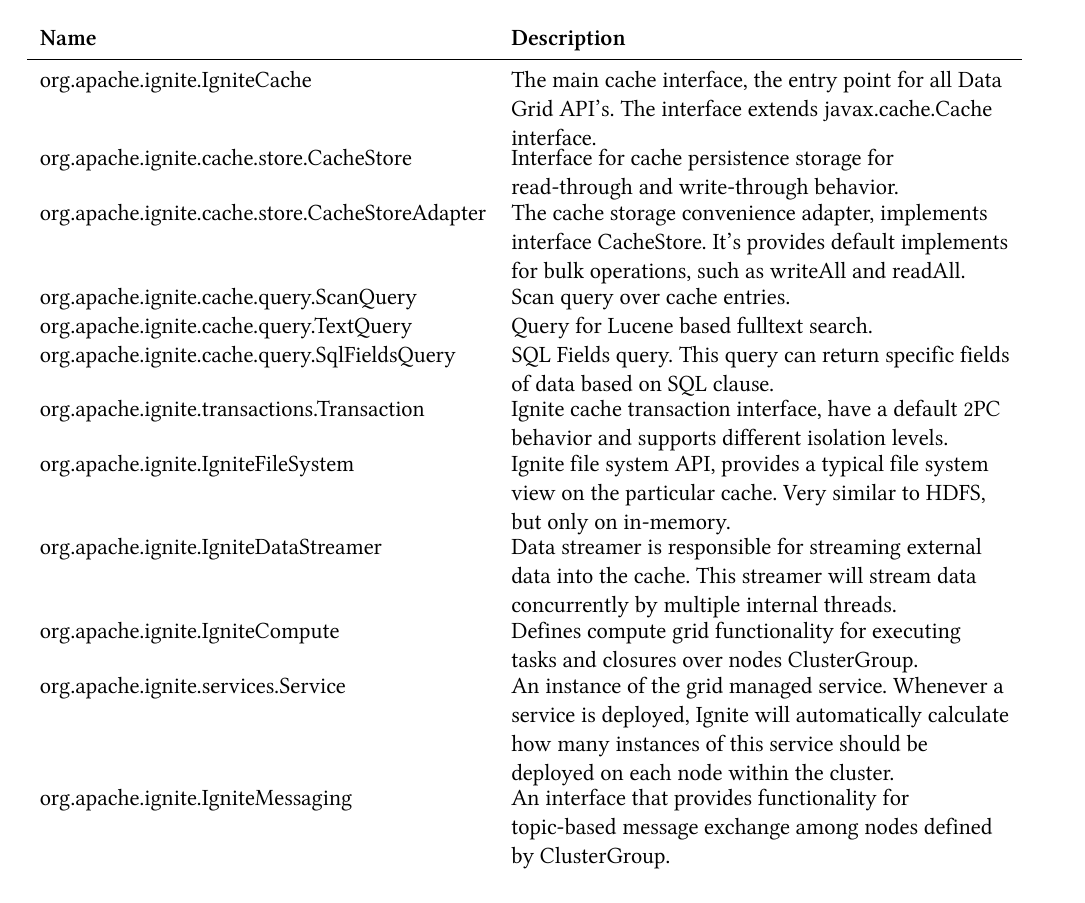 Name Description
org.apache.ignite.IgniteCache The main cache interface, the entry point for all Data
Grid API’s. The interface extends javax.cache.Cache
interface.
org.apache.ignite.cache.store.CacheStore Interface for cache persistence storage for
read-through and write-through behavior.
org.apache.ignite.cache.store.CacheStoreAdapter The cache storage convenience adapter, implements
interface CacheStore. It’s provides default implements
for bulk operations, such as writeAll and readAll.
org.apache.ignite.cache.query.ScanQuery Scan query over cache entries.
org.apache.ignite.cache.query.TextQuery Query for Lucene based fulltext search.
org.apache.ignite.cache.query.SqlFieldsQuery SQL Fields query. This query can return specific fields
of data based on SQL clause.
org.apache.ignite.transactions.Transaction Ignite cache transaction interface, have a default 2PC
behavior and supports different isolation levels.
org.apache.ignite.IgniteFileSystem Ignite file system API, provides a typical file system
view on the particular cache. Very similar to HDFS,
but only on in-memory.
org.apache.ignite.IgniteDataStreamer Data streamer is responsible for streaming external
data into the cache. This streamer will stream data
concurrently by multiple internal threads.
org.apache.ignite.IgniteCompute Defines compute grid functionality for executing
tasks and closures over nodes ClusterGroup.
org.apache.ignite.services.Service An instance of the grid managed service. Whenever a
service is deployed, Ignite will automatically calculate
how many instances of this service should be
deployed on each node within the cluster.
org.apache.ignite.IgniteMessaging An interface that provides functionality for
topic-based message exchange among nodes defined
by ClusterGroup.